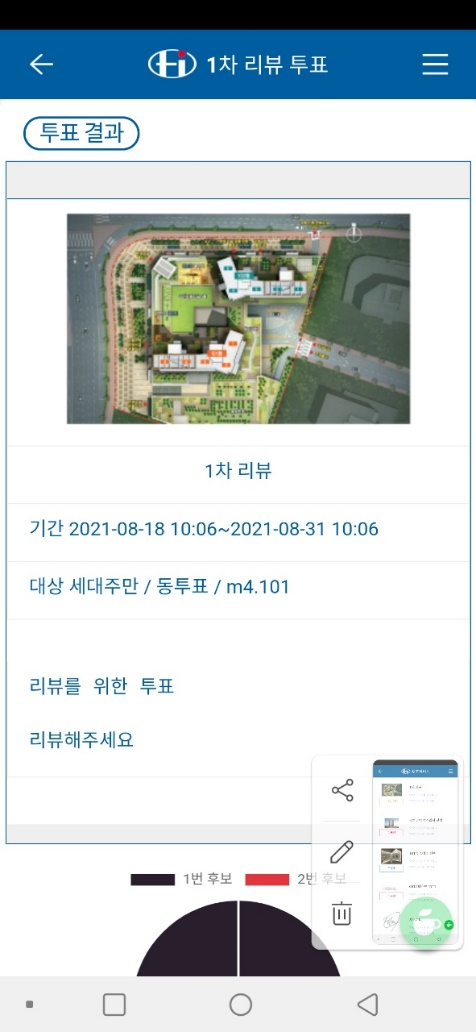 1차 리뷰 투표
투표 결과
1차 리뷰
기간 2021-08-18 10:06~2021-08-31 10:06
대상 세대주만 / 동투표 / m4.101
리뷰를 위한 투표
리뷰해주세요
1번 후보 2번 후보